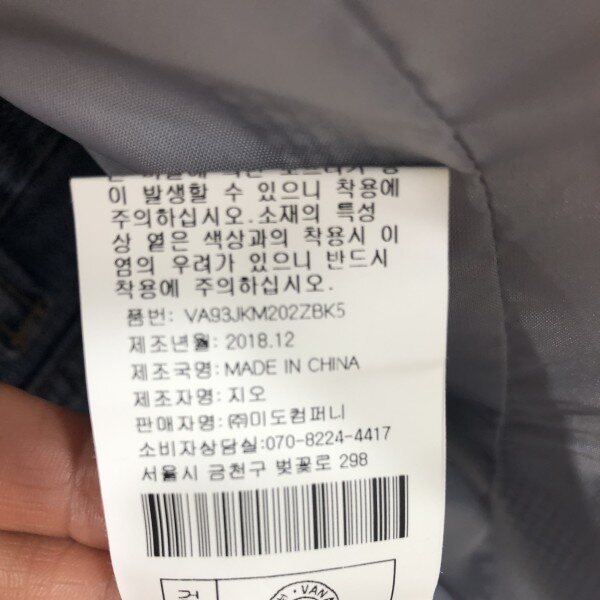 이 발생할 수 있으니 착용에
주의하십시오.소재의 특성
상 옅은 색상과의 착용시 이
염의 우려가 있으니 반드시
착용에 주의하십시오.
품번: VA93JKM202ZBK5
제조년월: 2018.12
제조국명: MADE IN CHINA
제조자명: 지오
판매자명: ㈜미도컴퍼니
소비자상담실:070-8224-4417
서울시 금천구 벚꽃로 298